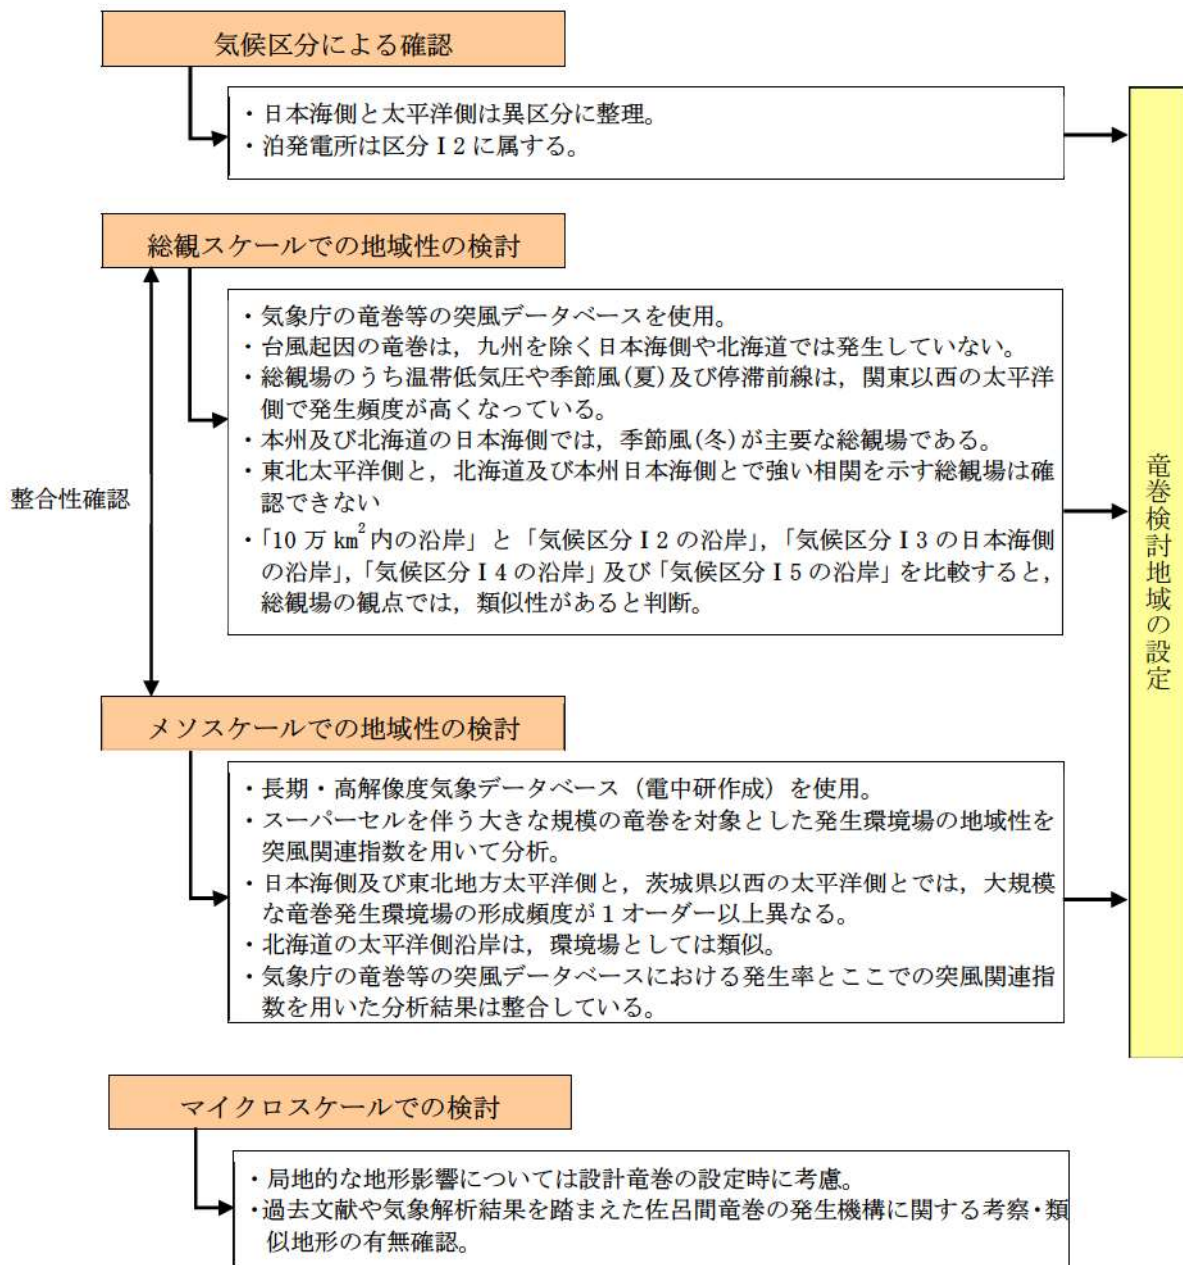 気候区分による確認
・日本海側と太平洋側は異区分に整理。
・泊発電所は区分Ⅰ2に属する。
総観スケールでの地域性の検討
・気象庁の竜巻等の突風データベースを使用。
・台風起因の竜巻は，九州を除く日本海側や北海道では発生していない。
・総観場のうち温帯低気圧や季節風(夏)及び停滞前線は，関東以西の太平洋
側で発生頻度が高くなっている。
・本州及び北海道の日本海側では，季節風(冬)が主要な総観場である。
・東北太平洋側と，北海道及び本州日本海側とで強い相関を示す総観場は確
認できない
・「10万km²内の沿岸」と「気候区分Ⅰ2の沿岸」，「気候区分Ⅰ3の日本海側
の沿岸」，「気候区分Ⅰ4の沿岸」及び「気候区分Ⅰ5の沿岸」を比較すると，
総観場の観点では，類似性があると判断。
整合性確認
メソスケールでの地域性の検討
・長期・高解像度気象データベース（電中研作成）を使用。
・スーパーセルを伴う大きな規模の竜巻を対象とした発生環境場の地域性を
突風関連指数を用いて分析。
・日本海側及び東北地方太平洋側と，茨城県以西の太平洋側とでは，大規模
な竜巻発生環境場の形成頻度が1オーダー以上異なる。
・北海道の太平洋側沿岸は，環境場としては類似。
・気象庁の竜巻等の突風データベースにおける発生率とここでの突風関連指
数を用いた分析結果は整合している。
マイクロスケールでの検討
・局地的な地形影響については設計竜巻の設定時に考慮。
・過去文献や気象解析結果を踏まえた佐呂間竜巻の発生機構に関する考察・類
似地形の有無確認。
竜巻検討地域の設定